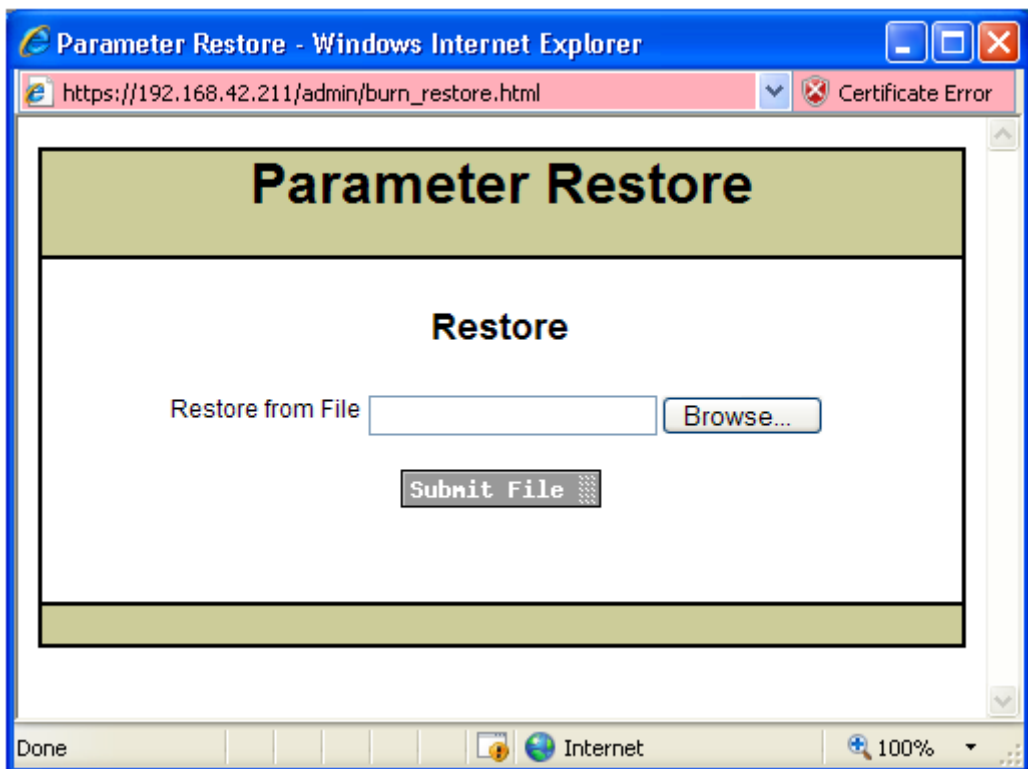 Parameter Restore - Windows Internet Explorer
https://192.168.42.211/admin/burn_restore.html
Certificate Error
Parameter Restore
Restore
Restore from File
Browse...
Submit File
Done
Internet
100%